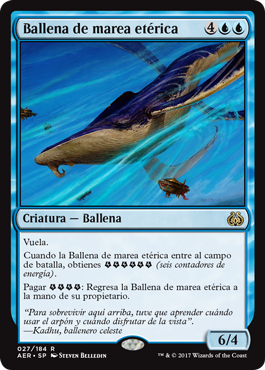 Ballena de marea etérica 4
Criatura — Ballena
Vuela.
Cuando la Ballena de marea etérica entre al campo
de batalla, obtienes (seis contadores de
energía).
Pagar : Regresa la Ballena de marea etérica a
la mano de su propietario.
“Para sobrevivir aquí arriba, tuve que aprender cuándo
usar el arpón y cuándo disfrutar de la vista”.
—Kadhu, ballenero celeste
6/4
027/184 R
AER • SP Steven Belledin
™ & © 2017 Wizards of the Coast